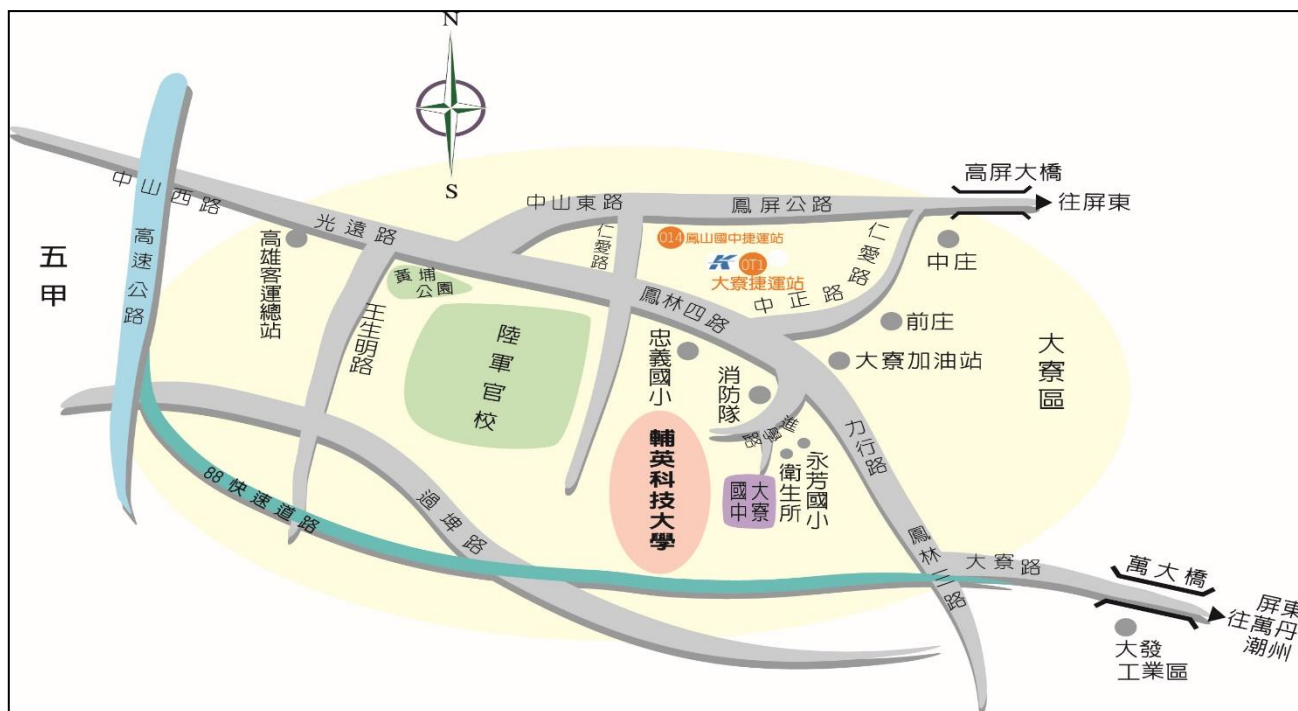 N
S
中山西路
高速公路
五甲
光遠路
高雄客運總站
王生明路
黃埔
公園
陸軍官校
中山東路
仁愛路
鳳屏公路
高屏大橋
往屏東
O14 鳳山國中捷運站
K OT1
大寮捷運站
仁愛路
中正路
中庄
前庄
大寮加油站
大寮區
鳳林四路
忠義國小
消防隊
進學路
輔英科技大學
大寮
國中
衛生所
永芳國小
力行路
鳳林三路
88快速道路
過埤路
大寮路
萬大橋
屏東
往萬丹
潮州
大發
工業區